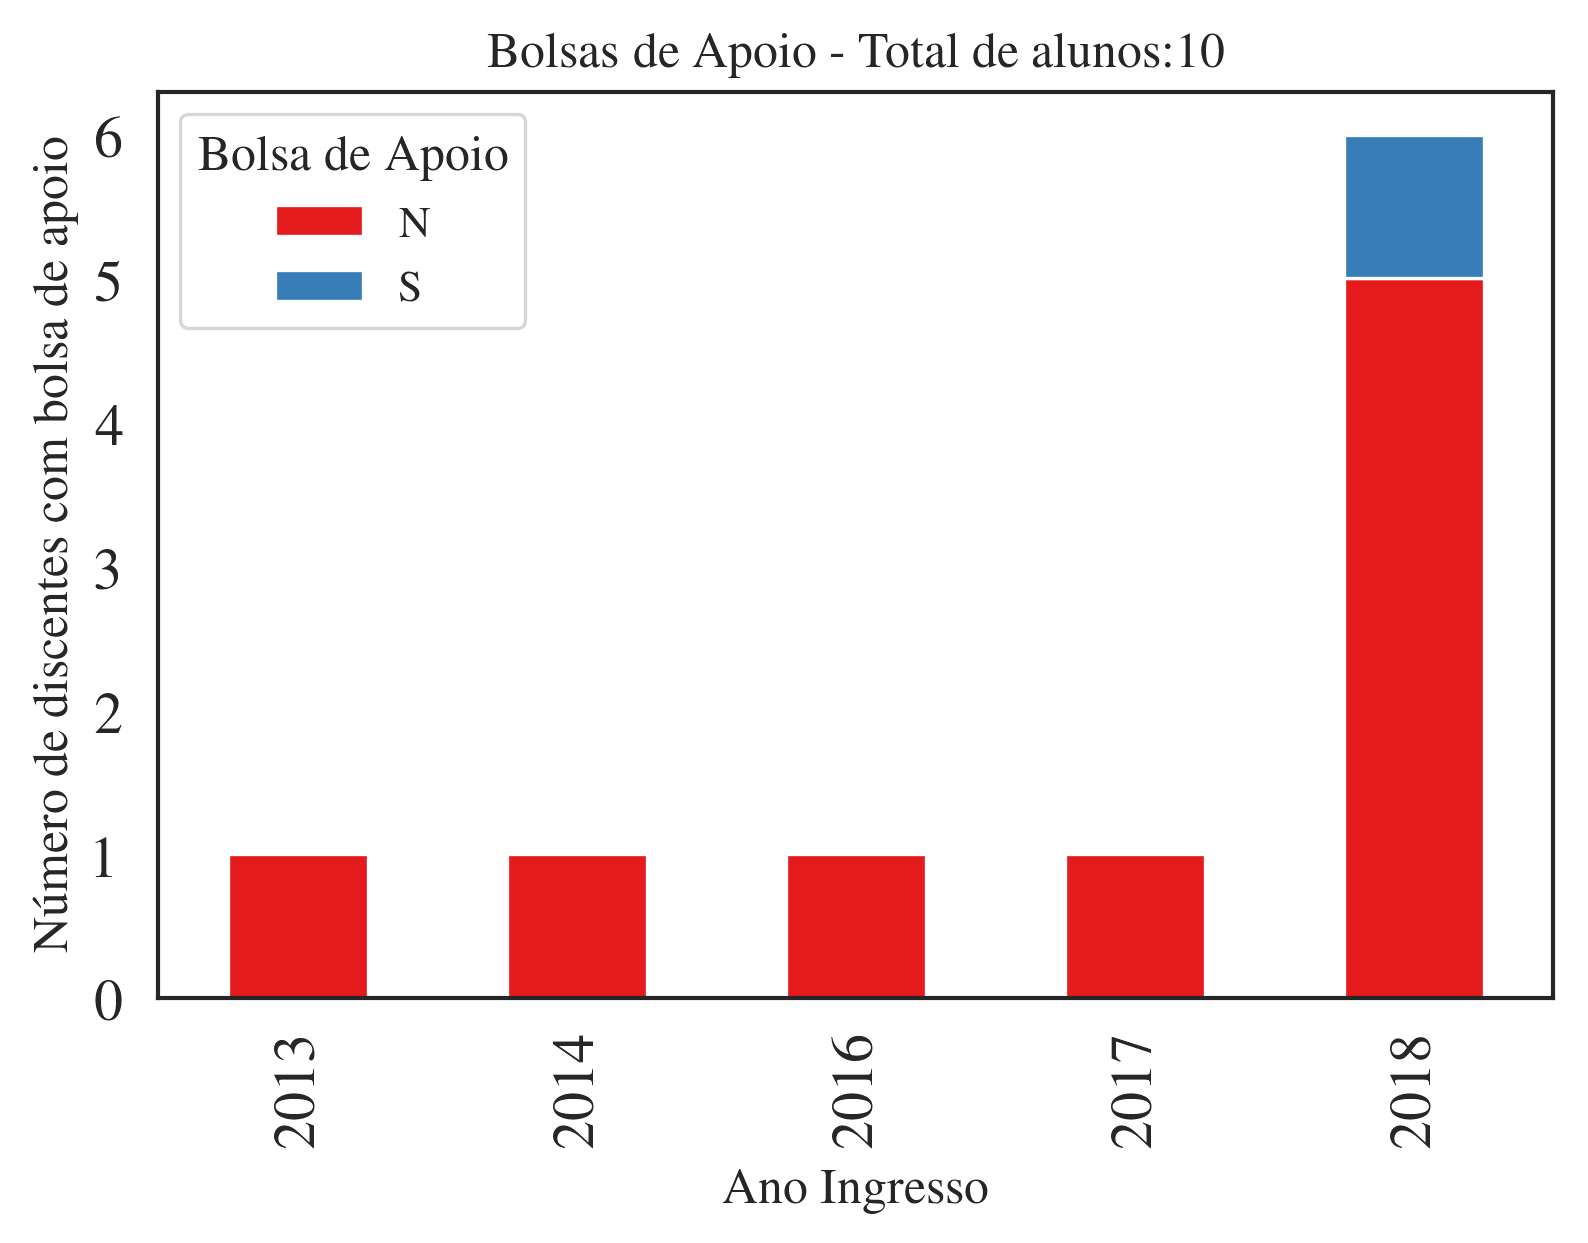 Bolsas de Apoio - Total de alunos:10
Bolsa de Apoio
N
S
Número de discentes com bolsa de apoio
6
5
4
3
2
1
0
2013
2014
2016
2017
2018
Ano Ingresso